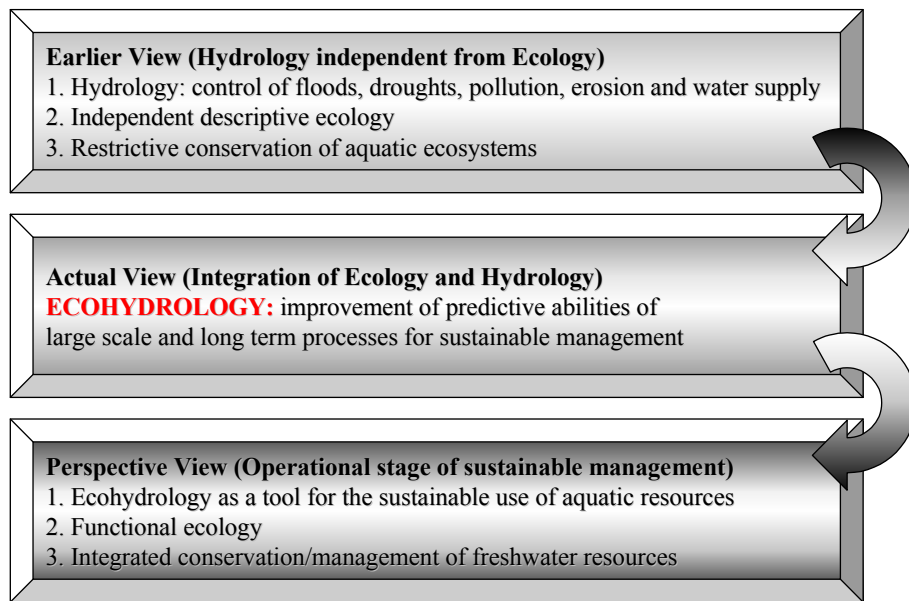 Earlier View (Hydrology independent from Ecology)
1. Hydrology: control of floods, droughts, pollution, erosion and water supply
2. Independent descriptive ecology
3. Restrictive conservation of aquatic ecosystems
Actual View (Integration of Ecology and Hydrology)
ECOHYDROLOGY: improvement of predictive abilities of
large scale and long term processes for sustainable management
Perspective View (Operational stage of sustainable management)
1. Ecohydrology as a tool for the sustainable use of aquatic resources
2. Functional ecology
3. Integrated conservation/management of freshwater resources